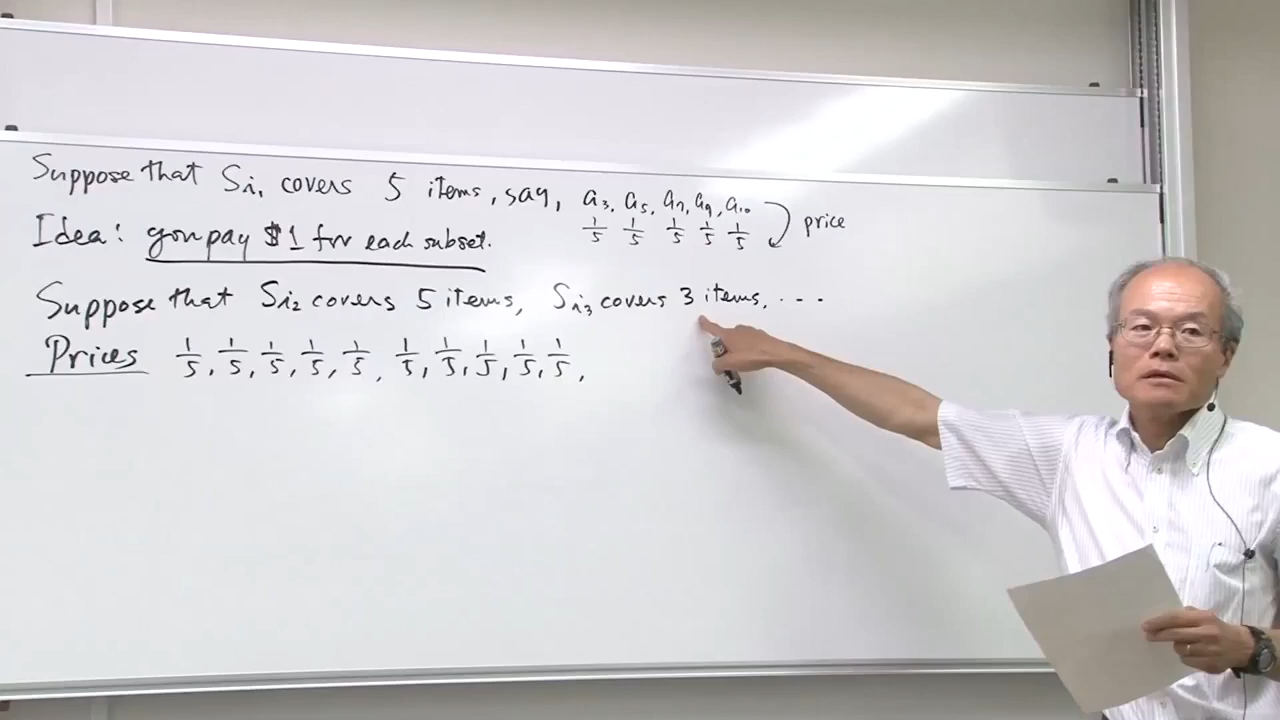 Suppose that Si₁ covers 5 items, say, a₃, a₅, a₇, a₉, a₁₀
1/5 1/5 1/5 1/5 1/5 price
Idea: you pay $1 for each subset.
Suppose that Si₂ covers 5 items, Si₃ covers 3 items, ...
Prices 1/5, 1/5, 1/5, 1/5, 1/5, 1/5, 1/5, 1/5, 1/5, 1/5,